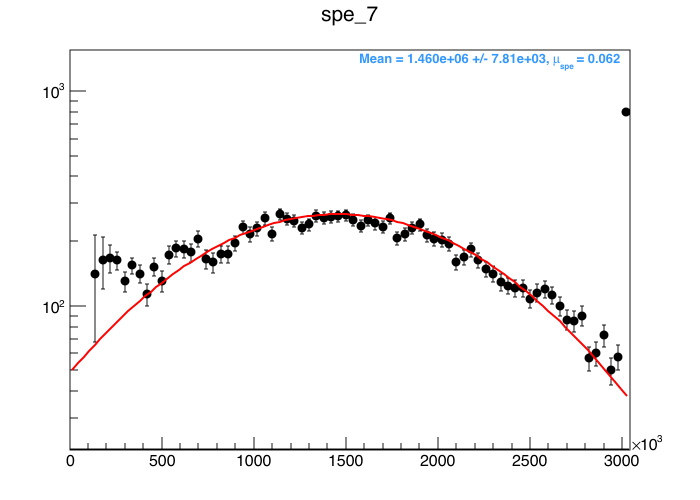 spe_7
Mean = 1.460e+06 +/- 7.81e+03, μspe = 0.062
10³
10²
0 500 1000 1500 2000 2500 3000 ×10³